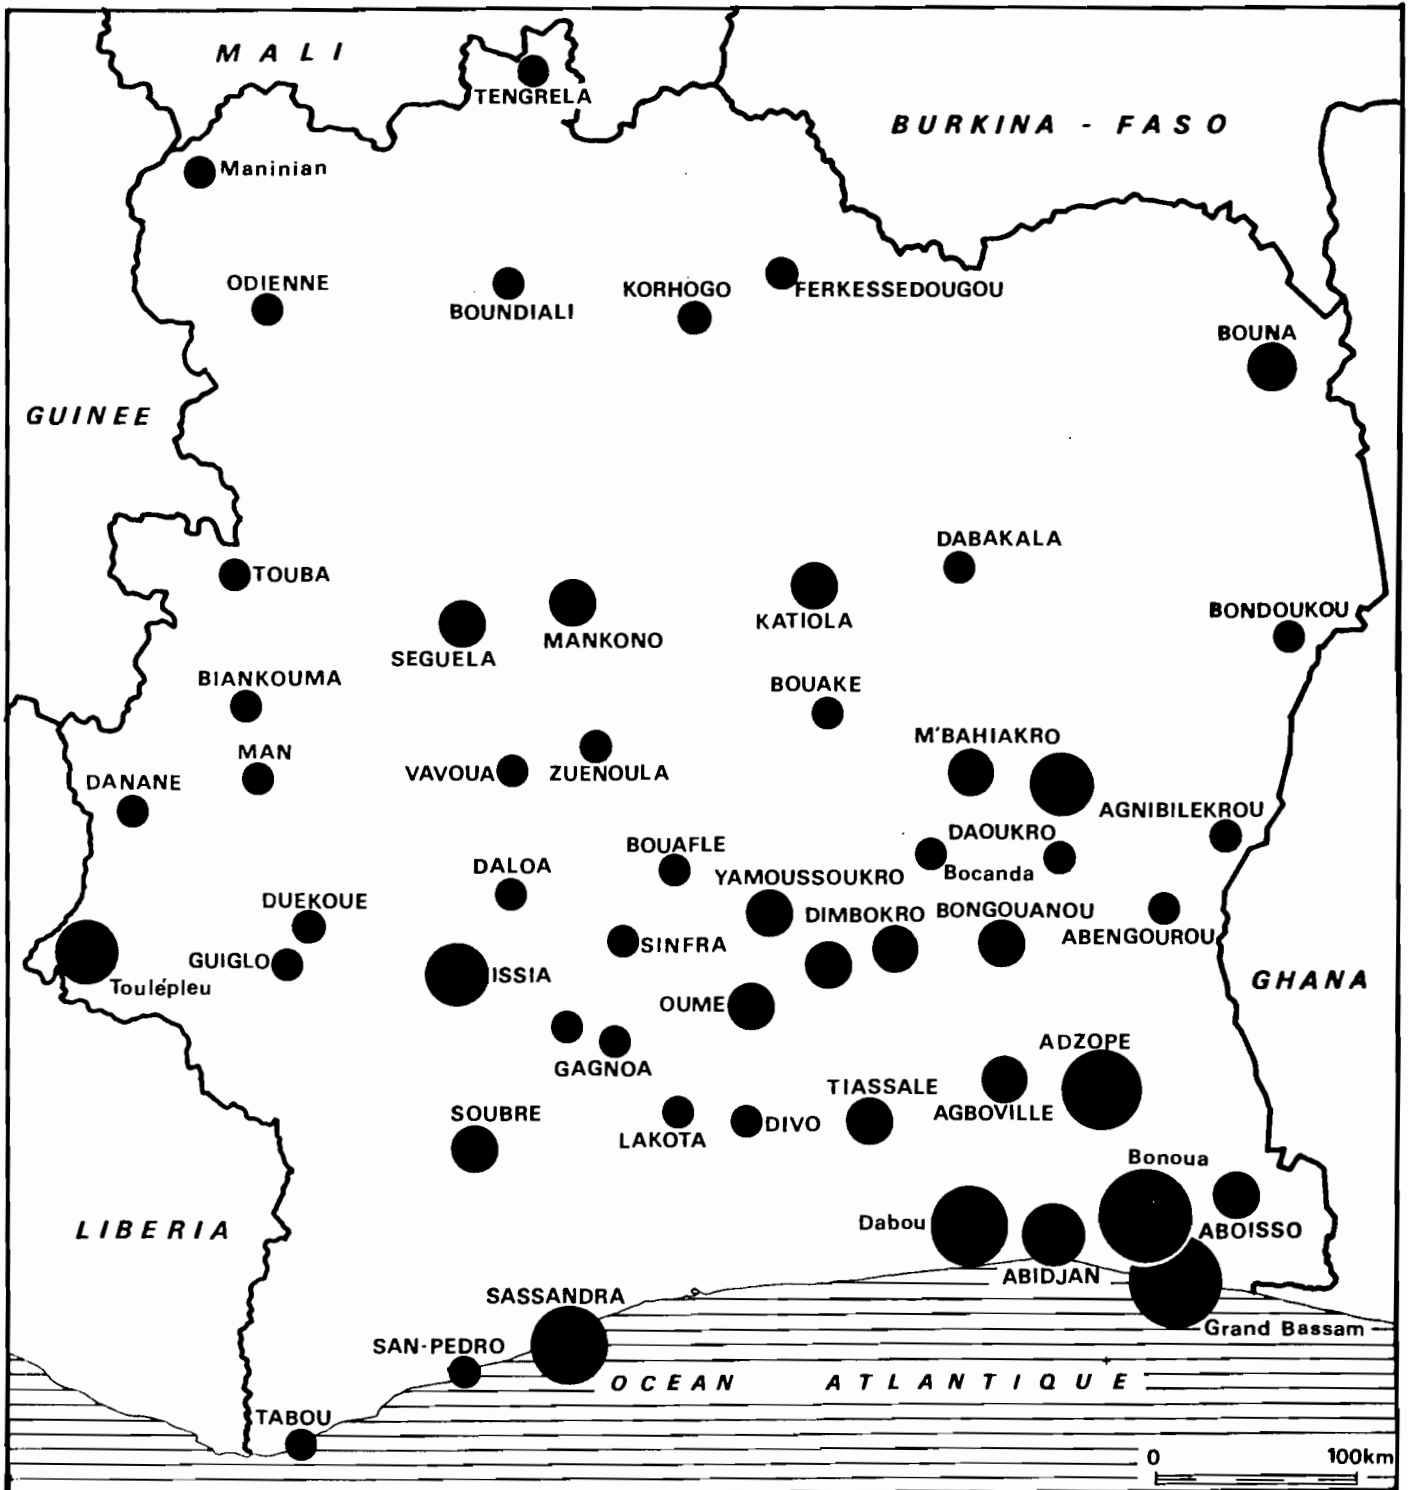 M A L I
TENGRELA
BURKINA - FASO
Maninian
ODIENNE
BOUNDIALI
KORHOGO
FERKESSEDOUGOU
BOUNA
GUINEE
DABAKALA
TOUBA
BONDOUKOU
KATIOLA
MANKONO
SEGUELA
BIANKOUMA
BOUAKE
M'BAHIAKRO
MAN
VAVOUA
ZUENOULA
DANANE
AGNIBILEKROU
DAOUKRO
BOUAFLE
DALOA
Bocanda
YAMOUSSOUKRO
DUEKOUE
DIMBOKRO
BONGOUANOU
ABENGOUROU
SINFRA
GUIGLO
ISSIA
GHANA
Toulépleu
OUME
ADZOPE
GAGNOA
TIASSALE
SOUBRE
AGBOVILLE
DIVO
LAKOTA
Bonoua
Dabou
LIBERIA
ABOISSO
ABIDJAN
SASSANDRA
Grand Bassam
SAN-PEDRO
OCEAN ATLANTIQUE
TABOU
0 100km